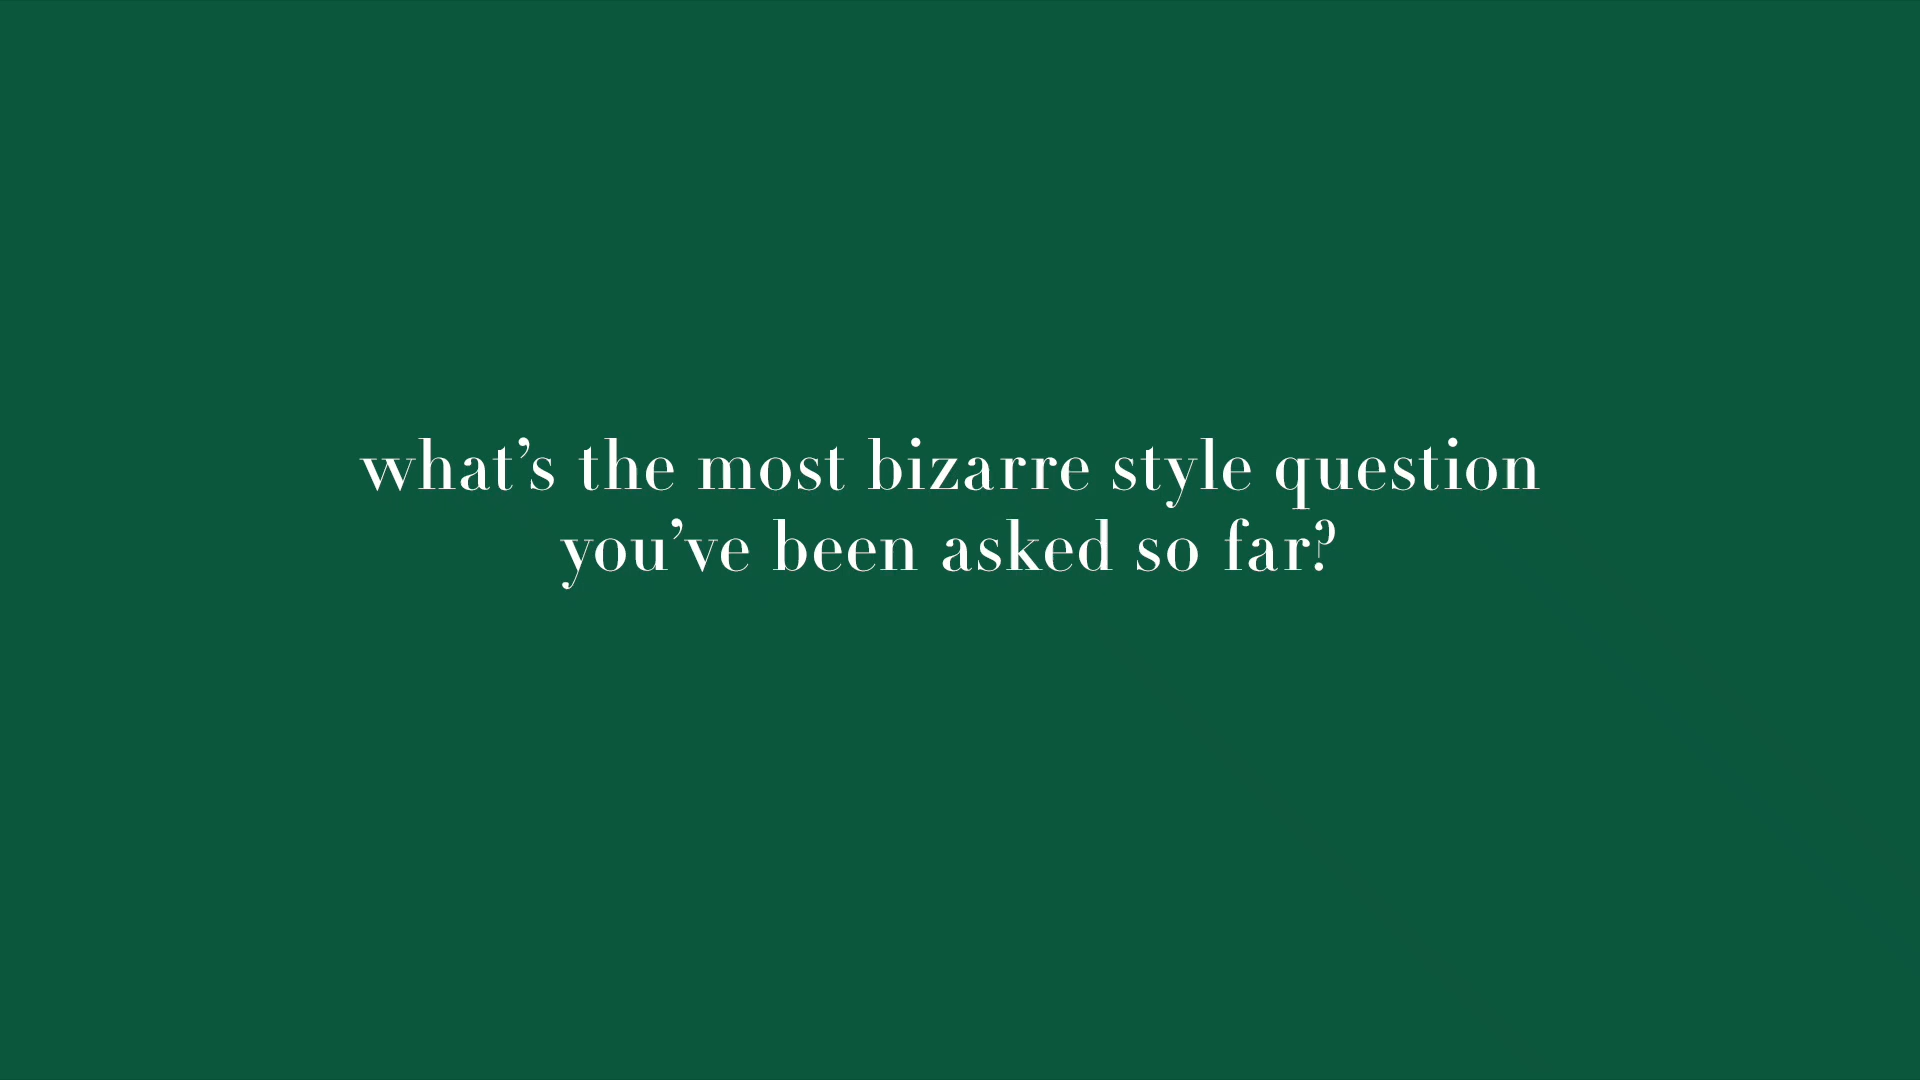 what’s the most bizarre style question
you’ve been asked so far?